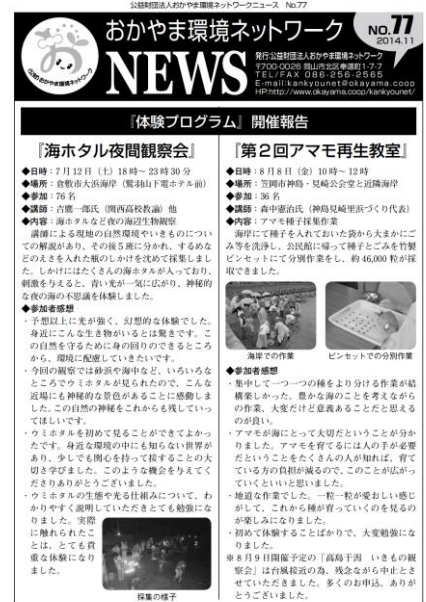 公益財団法人おかやま環境ネットワークニュース No.77
おかやま環境ネットワーク
NEWS
No.77
2014.11
発行:公益財団法人おかやま環境ネットワーク
〒700-0026 岡山市北区奉還町1-7-7
TEL/FAX 086-256-2565
E-mail:kankyounet@okayama.coop
HP:http://www.okayama.coop/kankyounet/
『体験プログラム』開催報告
『海ホタル夜間観察会』
◆日時:7月12日(土)18時~23時30分
◆場所:倉敷市大浜海岸(鷲羽山下電ホテル前)
◆参加:76名
◆講師:吉鷹一郎氏(関西高校教諭)他
◆内容:海ホタルなど夜の海辺生物観察
講師による現地の自然環境やいきものについ
ての解説があり、その後5班に分かれ、するめな
どのえさを入れた瓶のしかけを沈めて採集しまし
た。しかけにはたくさんの海ホタルが入っており、
刺激を与えると、青い光が一気に広がり、神秘的
な夜の海の不思議を体験しました。
◆参加者感想
・予想以上に光が強く、幻想的な体験でした。
身近にこんな生き物がいるとは驚きです。こ
の自然を守るために身の回りのできるところ
から、環境に配慮していきたいです。
・今回の観察では砂浜や海中など、いろいろな
ところでウミホタルが見られたので、こんな
近場にも神秘的な景色があることに感動しま
した。この自然の神秘をこれからも残していっ
てほしいです。
・ウミホタルを初めて見ることができてよかっ
たです。身近な環境の中にも知らない世界が
あり、少しでも関心を持って接することの大
切さ学びました。このような機会を与えてく
ださりありがとうございました。
・ウミホタルの生態や光る仕組みについて、わ
かりやすく説明していただきとても勉強にな
りました。実際
に触れられたこ
とは、とても貴
重な体験になり
ました。
採集の様子
『第2回アマモ再生教室』
◆日時:8月8日(金)10時~12時
◆場所:笠岡市神島・見崎公会堂と近隣海岸
◆参加:36名
◆講師:森中憲治氏(神島見崎里浜づくり代表)
◆内容:アマモ種子採集作業
海岸にて種子を入れておいた袋から大まかにご
み等を洗浄し、公民館に帰って種子とごみを竹製
ピンセットにて分別作業をし、約46,000粒が採
取できました。
海岸での作業
ピンセットでの分別作業
◆参加者感想
・集中して一つ一つの種をより分ける作業が結
構楽しかった。豊かな海のことを考えながら
の作業、大変だけど意義あることだと思える
のが良い。
・アマモが海にとって大切だということが分か
りました。アマモを育てるには人の手が必要
だということをたくさんの人が知れば、育て
ている方の負担が減るので、このことが広がっ
ていくといいと思いました。
・地道な作業でした。一粒一粒が愛おしい感じ
がして、これから種が育っていくのを見るの
が楽しみになりました。
・初めて体験することばかりで、大変勉強にな
りました。
※8月9日開催予定の「高島干潟 いきもの観
察会」は台風接近の為、残念ながら中止とさ
せていただきました。多くのお申込、ありが
とうございました。